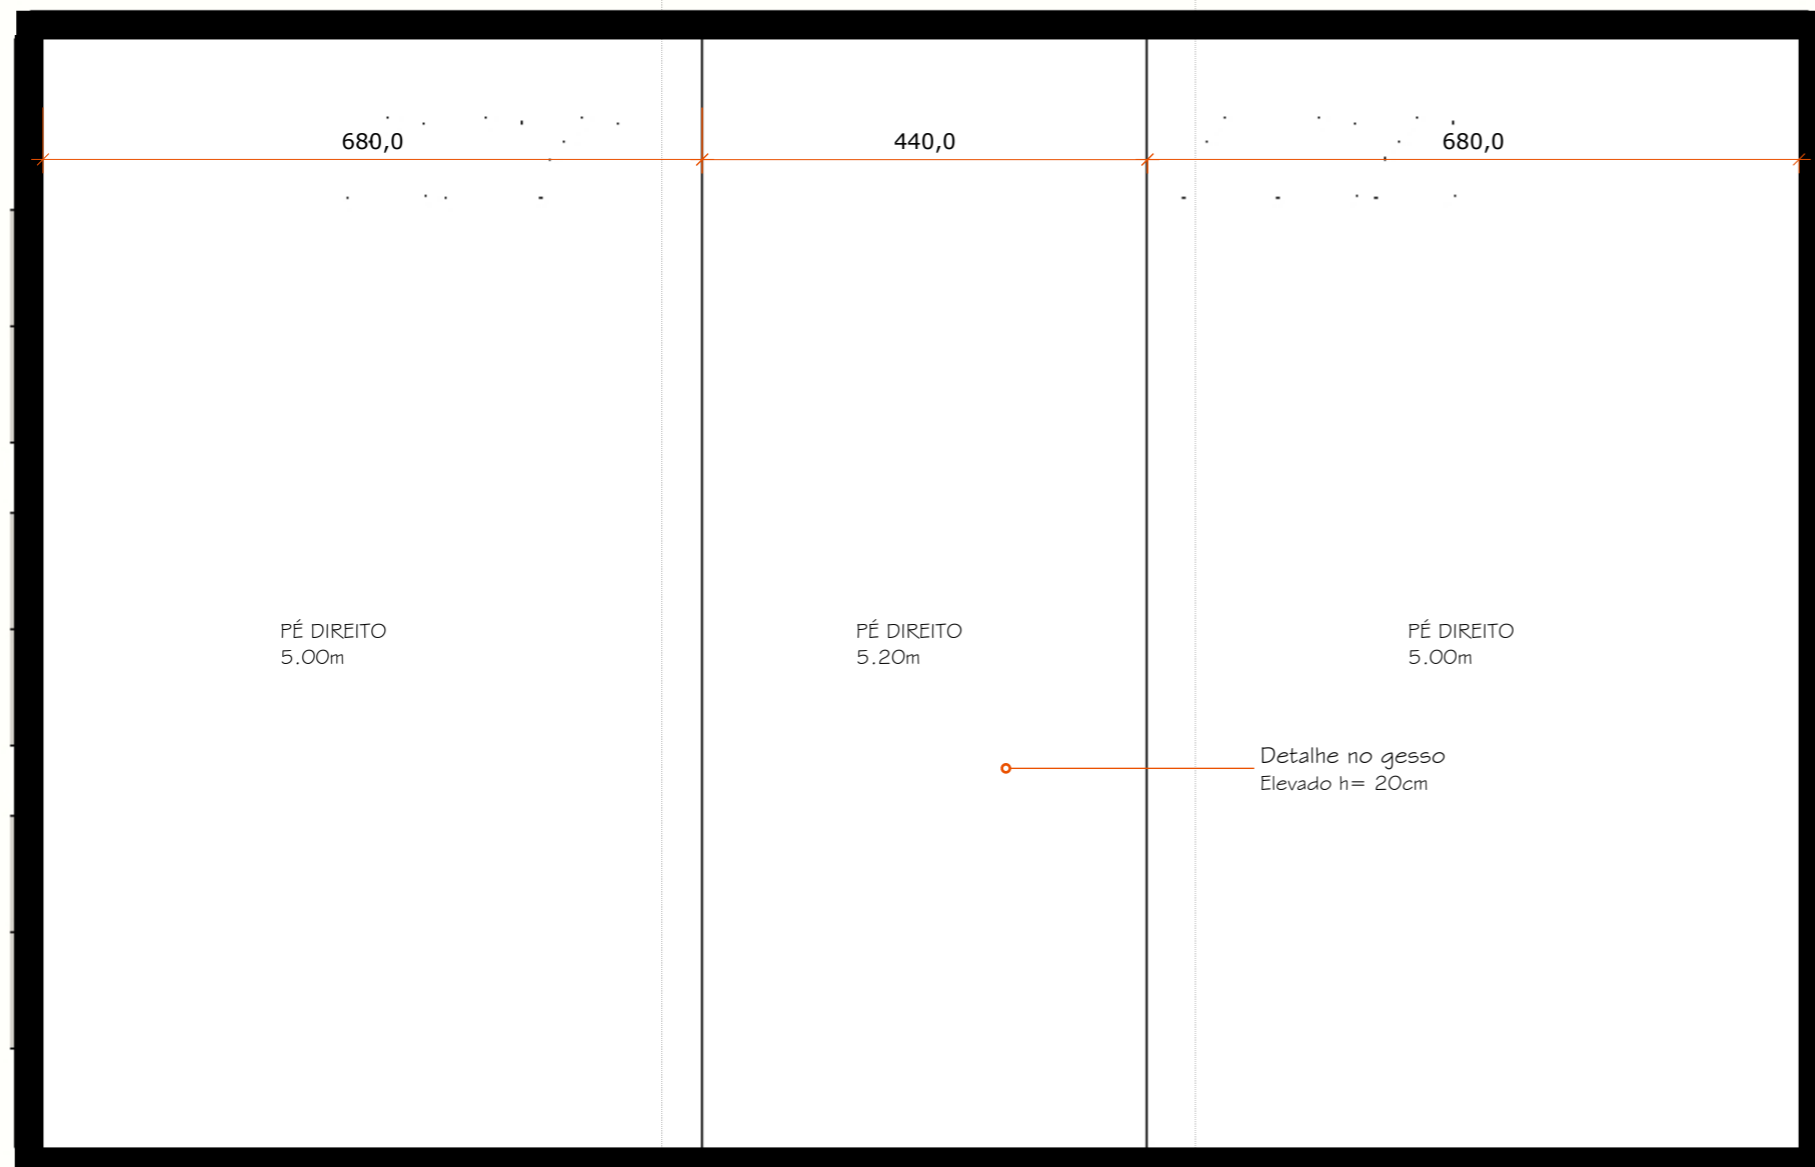 680,0
440,0
680,0
PÉ DIREITO
5.00m
PÉ DIREITO
5.20m
PÉ DIREITO
5.00m
Detalhe no gesso
Elevado h= 20cm